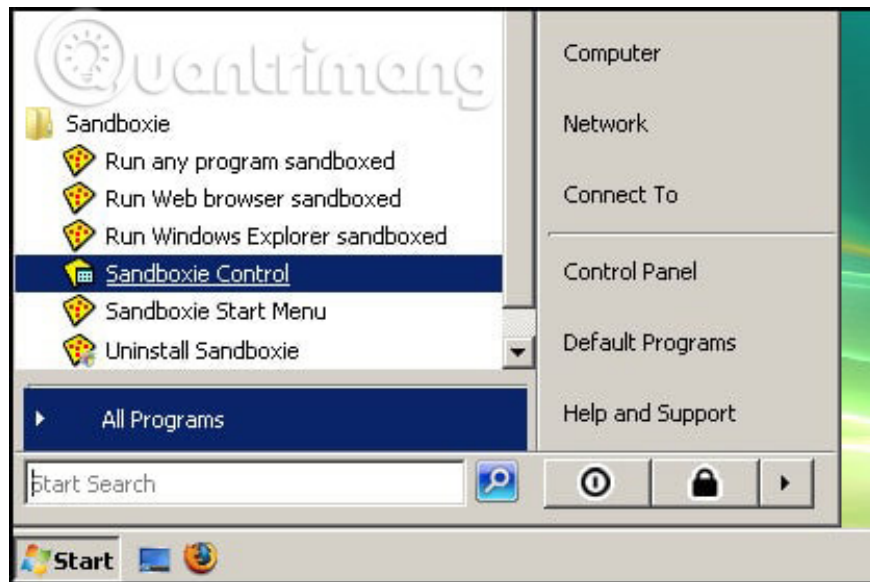 Quantrimang
Sandboxie
Run any program sandboxed
Run Web browser sandboxed
Run Windows Explorer sandboxed
Sandboxie Control
Sandboxie Start Menu
Uninstall Sandboxie
All Programs
Start Search
Computer
Network
Connect To
Control Panel
Default Programs
Help and Support
Start